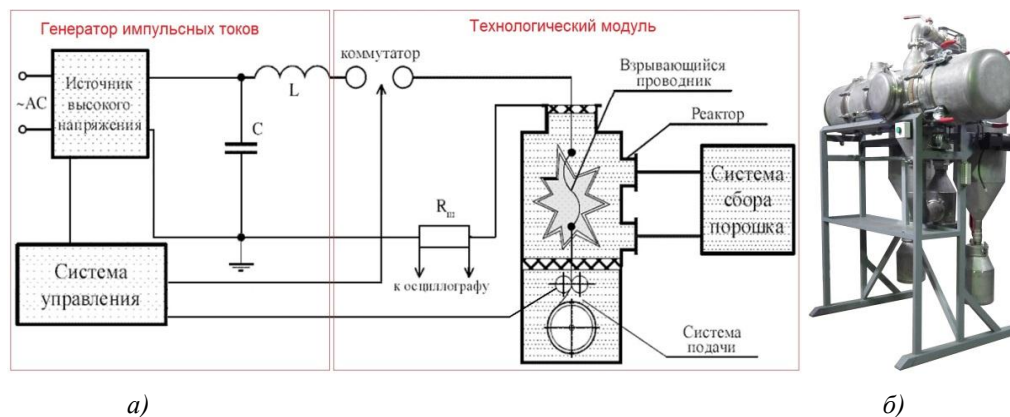 Генератор импульсных токов
Технологический модуль
~AC
Источник
высокого
напряжения
L
C
коммутатор
Взрывающийся
проводник
Реактор
Система
сбора
порошка
Rш
к осциллографу
Система
управления
Система
подачи
а)
б)